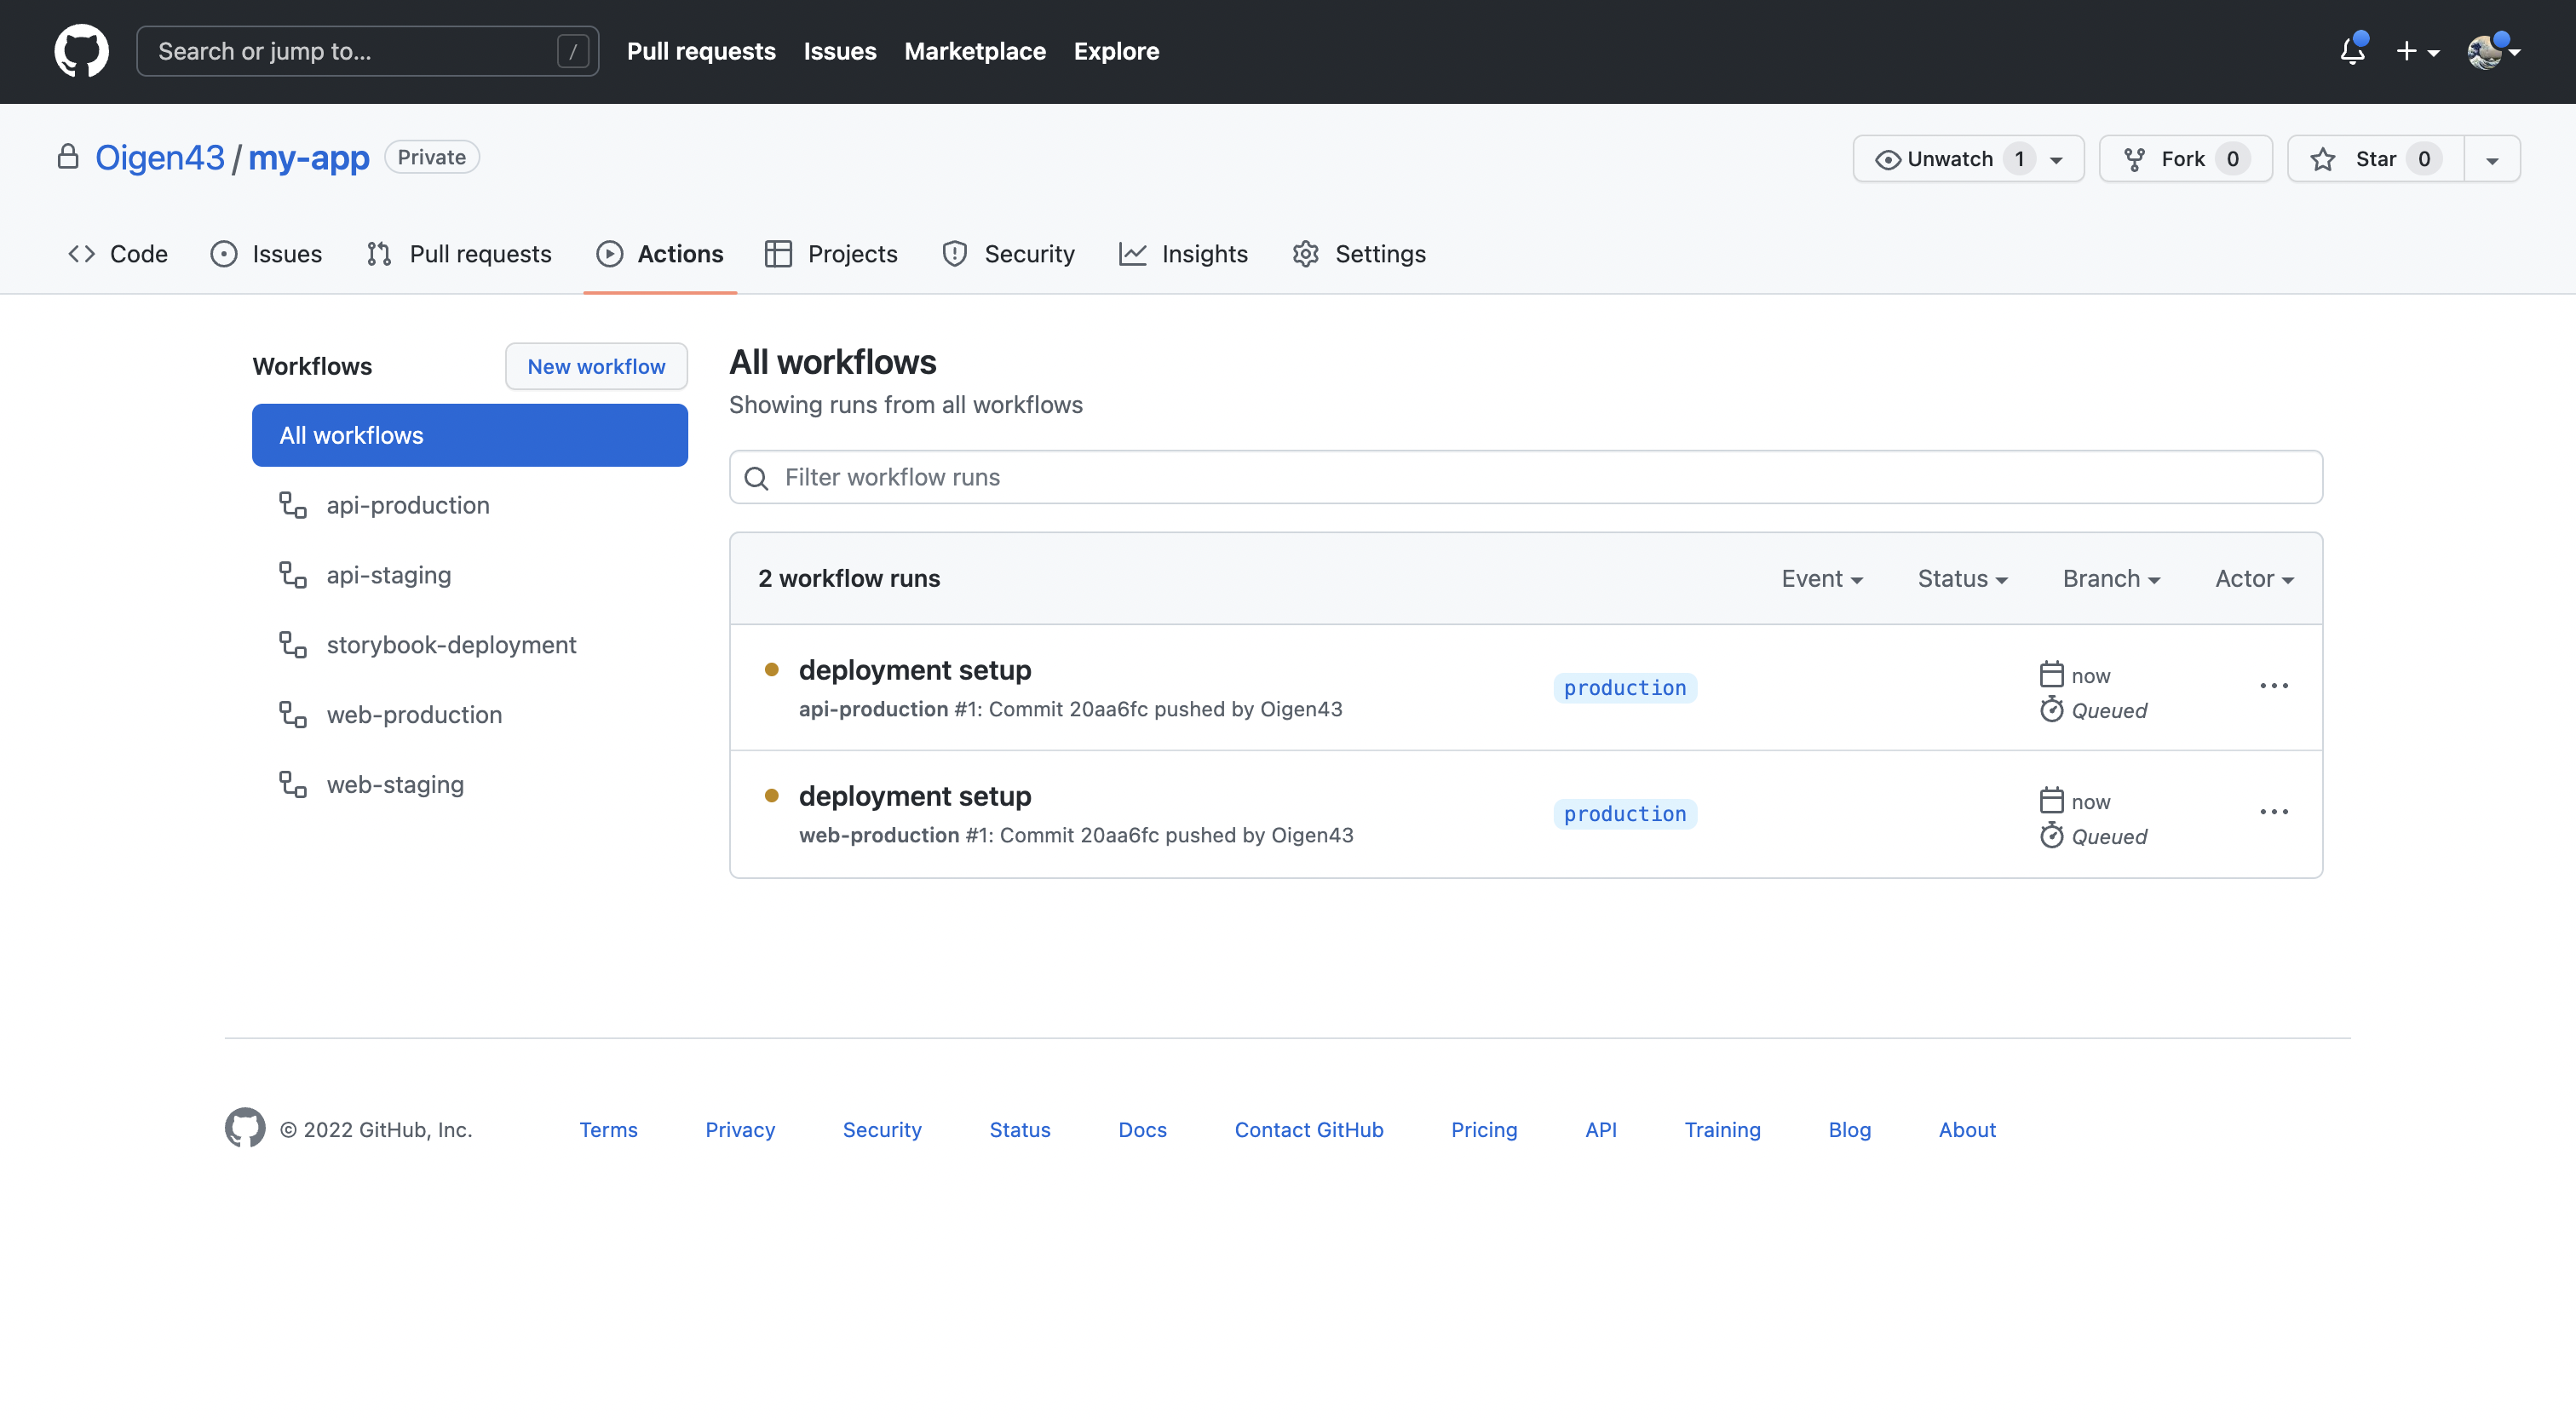 Search or jump to... / Pull requests Issues Marketplace Explore
Oigen43 / my-app Private Unwatch 1 Fork 0 Star 0
Code Issues Pull requests Actions Projects Security Insights Settings
Workflows New workflow
All workflows
api-production
api-staging
storybook-deployment
web-production
web-staging
All workflows
Showing runs from all workflows
Filter workflow runs
2 workflow runs Event Status Branch Actor
deployment setup
api-production #1: Commit 20aa6fc pushed by Oigen43
production
now
Queued
deployment setup
web-production #1: Commit 20aa6fc pushed by Oigen43
production
now
Queued
© 2022 GitHub, Inc. Terms Privacy Security Status Docs Contact GitHub Pricing API Training Blog About